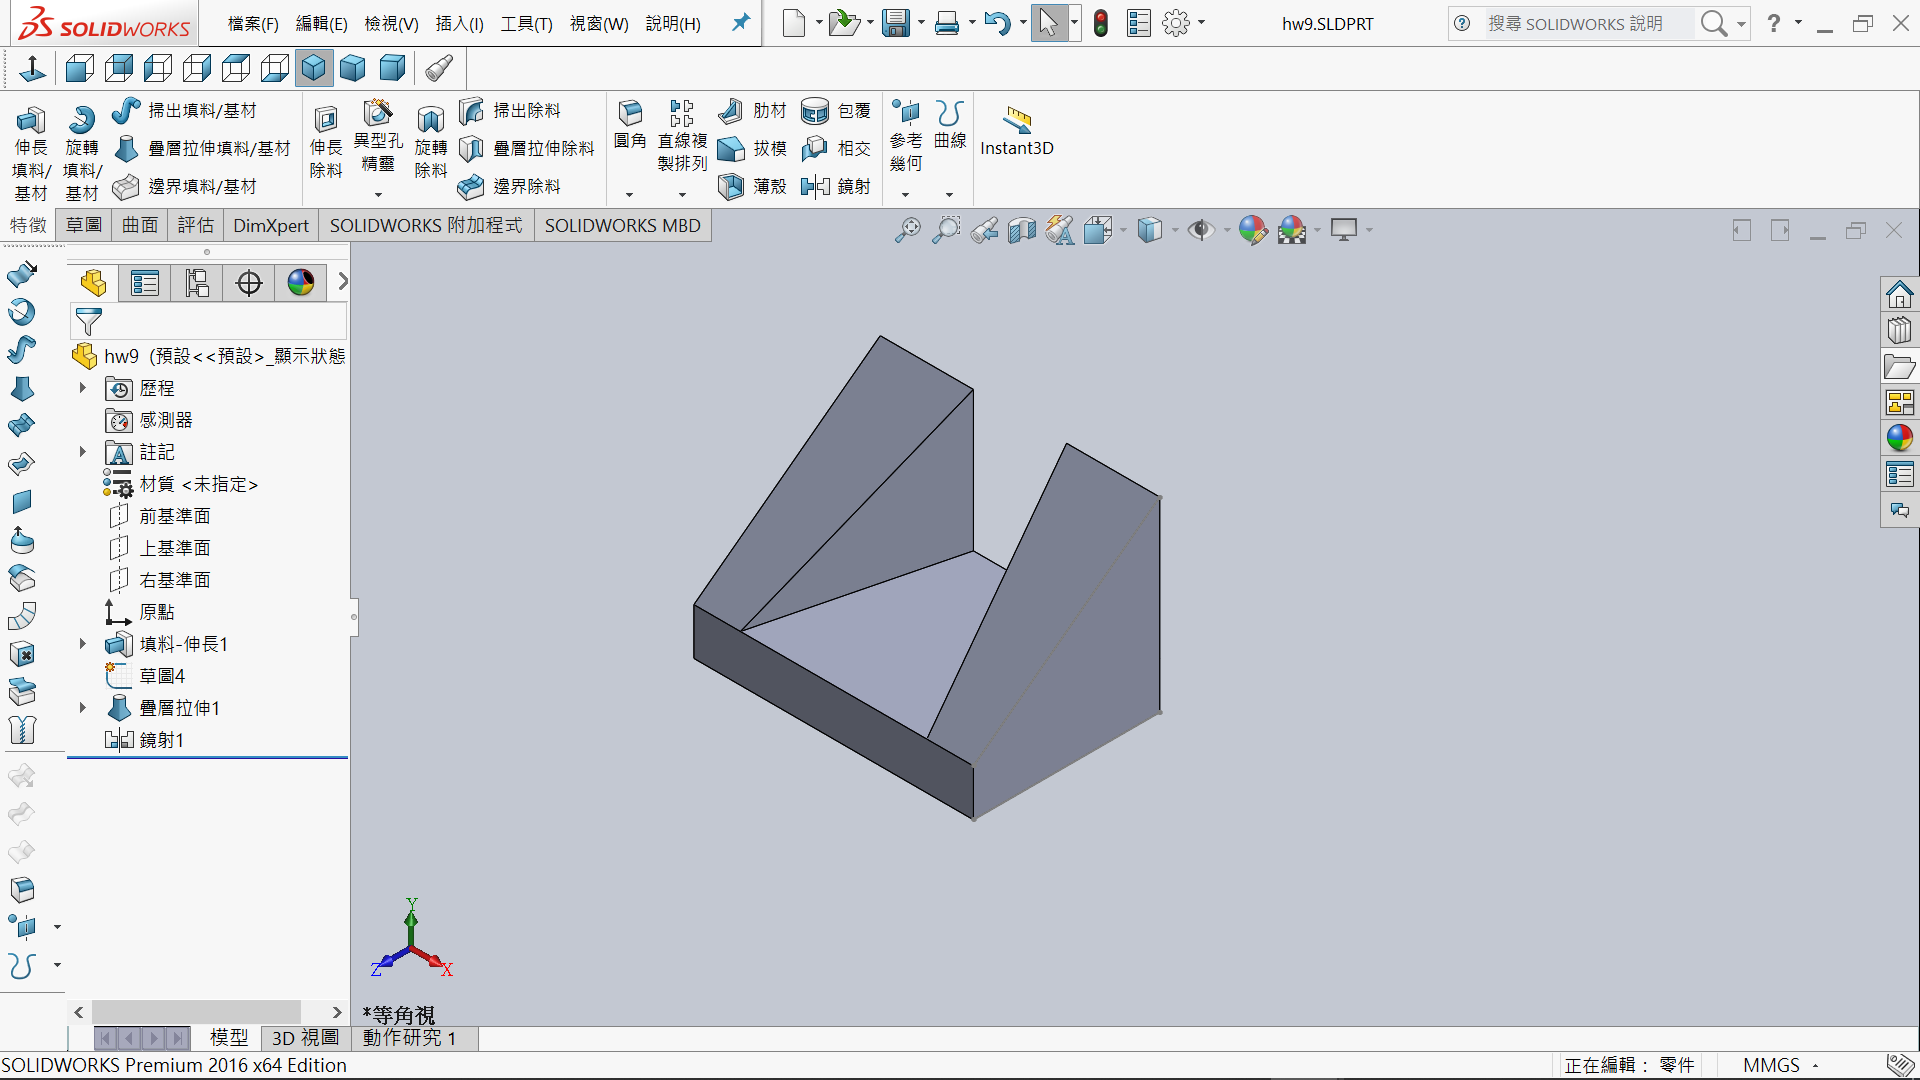 SOLIDWORKS 檔案(F) 編輯(E) 檢視(V) 插入(I) 工具(T) 視窗(W) 說明(H) hw9.SLDPRT 搜尋 SOLIDWORKS 說明 ?
伸長填料/基材
旋轉填料/基材
掃出填料/基材
疊層拉伸填料/基材
邊界填料/基材
伸長除料
異型孔精靈
旋轉除料
掃出除料
疊層拉伸除料
邊界除料
圓角
直線複製排列
肋材
拔模
薄殼
包覆
相交
鏡射
參考幾何
曲線
Instant3D
特徵 草圖 曲面 評估 DimXpert SOLIDWORKS 附加程式 SOLIDWORKS MBD
hw9 (預設<<預設>_顯示狀態
歷程
感測器
註記
材質 <未指定>
前基準面
上基準面
右基準面
原點
填料-伸長1
草圖4
疊層拉伸1
鏡射1
Y
Z
X
*等角視
模型 3D 視圖 動作研究 1
SOLIDWORKS Premium 2016 x64 Edition 正在編輯： 零件 MMGS